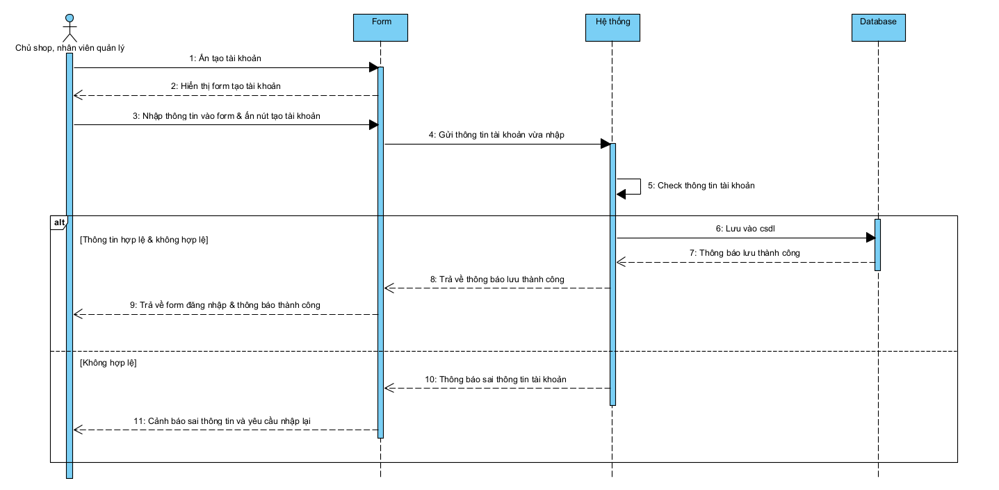 Form
Hệ thống
Database
Chủ shop, nhân viên quản lý
1: Ấn tạo tài khoản
2: Hiển thị form tạo tài khoản
3: Nhập thông tin vào form & ấn nút tạo tài khoản
4: Gửi thông tin tài khoản vừa nhập
5: Check thông tin tài khoản
alt
6: Lưu vào csdl
[Thông tin hợp lệ & không hợp lệ]
7: Thông báo lưu thành công
8: Trả về thông báo lưu thành công
9: Trả về form đăng nhập & thông báo thành công
[Không hợp lệ]
10: Thông báo sai thông tin tài khoản
11: Cảnh báo sai thông tin và yêu cầu nhập lại